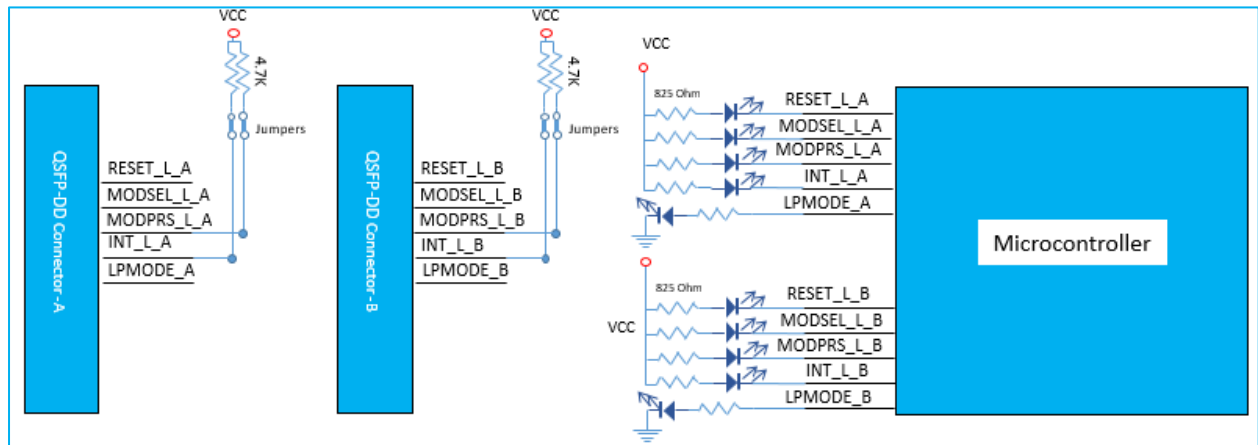 VCC
4.7K
Jumpers
QSFP-DD Connector-A
RESET_L_A
MODSEL_L_A
MODPRS_L_A
INT_L_A
LPMODE_A
VCC
4.7K
Jumpers
QSFP-DD Connector-B
RESET_L_B
MODSEL_L_B
MODPRS_L_B
INT_L_B
LPMODE_B
VCC
825 Ohm
RESET_L_A
MODSEL_L_A
MODPRS_L_A
INT_L_A
LPMODE_A
825 Ohm
VCC
RESET_L_B
MODSEL_L_B
MODPRS_L_B
INT_L_B
LPMODE_B
Microcontroller